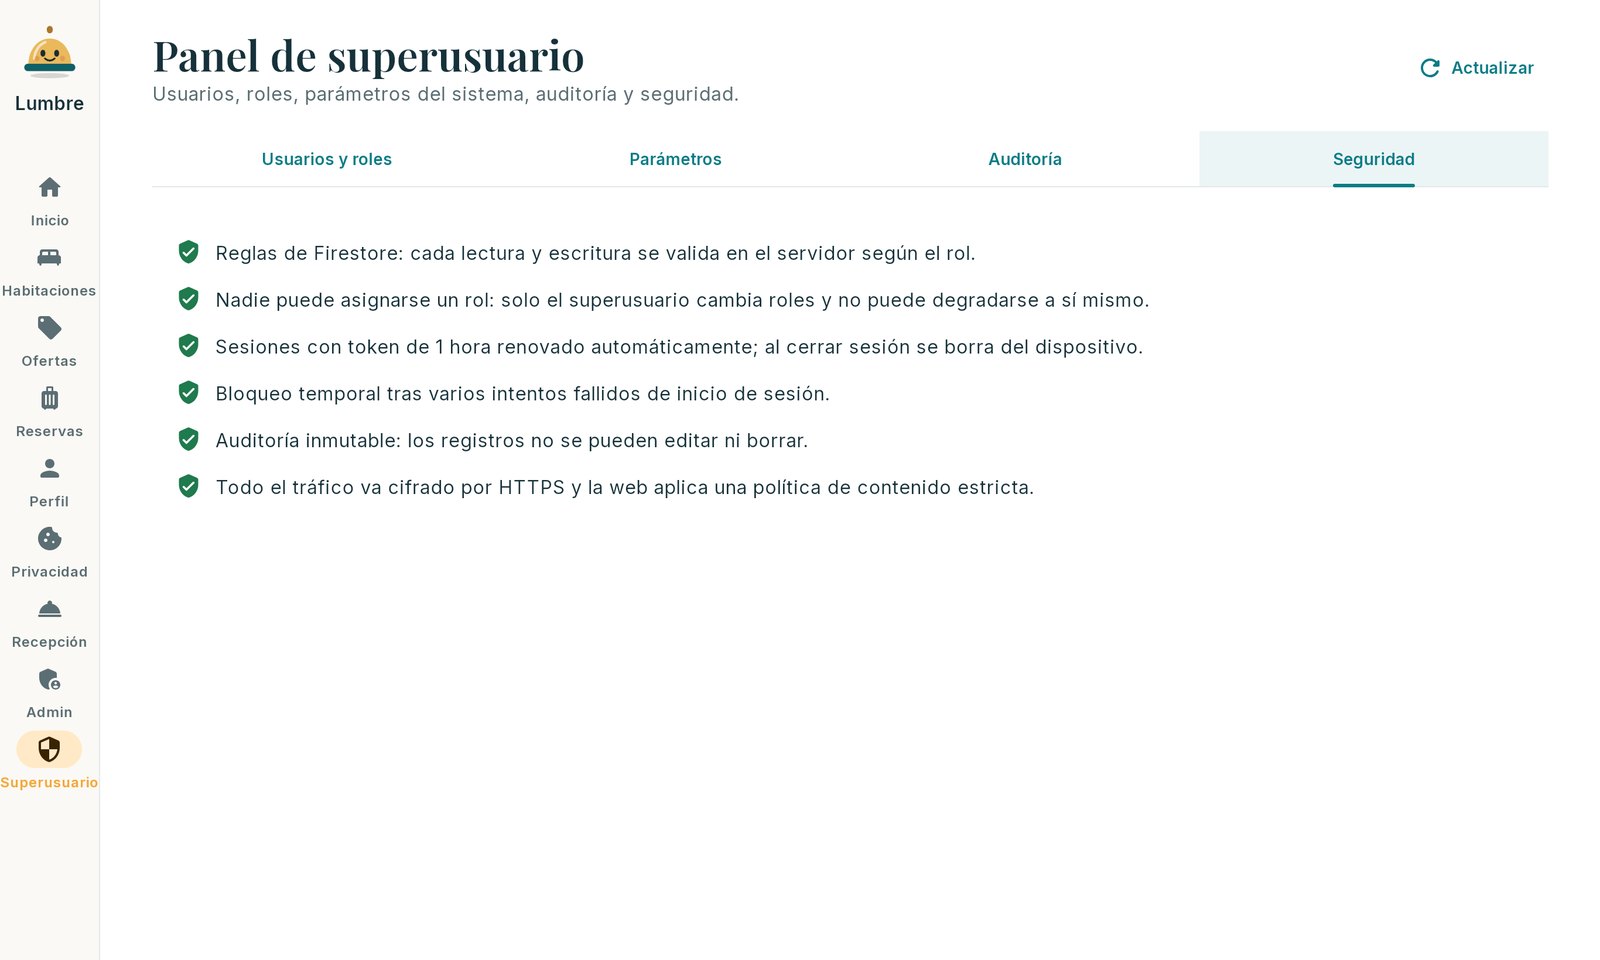 Lumbre
Inicio
Habitaciones
Ofertas
Reservas
Perfil
Privacidad
Recepción
Admin
Superusuario
Panel de superusuario
Usuarios, roles, parámetros del sistema, auditoría y seguridad.
Actualizar
Usuarios y roles
Parámetros
Auditoría
Seguridad
Reglas de Firestore: cada lectura y escritura se valida en el servidor según el rol.
Nadie puede asignarse un rol: solo el superusuario cambia roles y no puede degradarse a sí mismo.
Sesiones con token de 1 hora renovado automáticamente; al cerrar sesión se borra del dispositivo.
Bloqueo temporal tras varios intentos fallidos de inicio de sesión.
Auditoría inmutable: los registros no se pueden editar ni borrar.
Todo el tráfico va cifrado por HTTPS y la web aplica una política de contenido estricta.